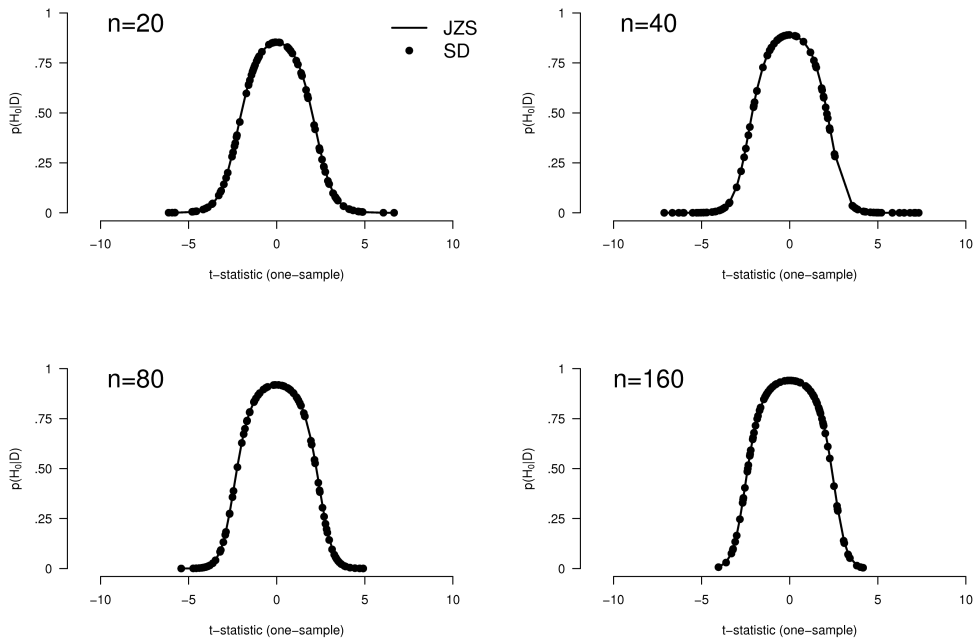 n=20
JZS
SD
1
.75
.50
.25
0
p(H₀|D)
−10
−5
0
5
10
t−statistic (one−sample)
n=40
1
.75
.50
.25
0
p(H₀|D)
−10
−5
0
5
10
t−statistic (one−sample)
n=80
1
.75
.50
.25
0
p(H₀|D)
−10
−5
0
5
10
t−statistic (one−sample)
n=160
1
.75
.50
.25
0
p(H₀|D)
−10
−5
0
5
10
t−statistic (one−sample)